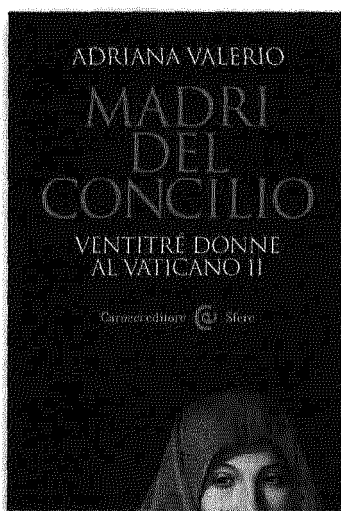 ADRIANA VALERIO
MADRI
DEL
CONCILIO
VENTITRÉ DONNE
AL VATICANO II
Carocci editore @ Sfere